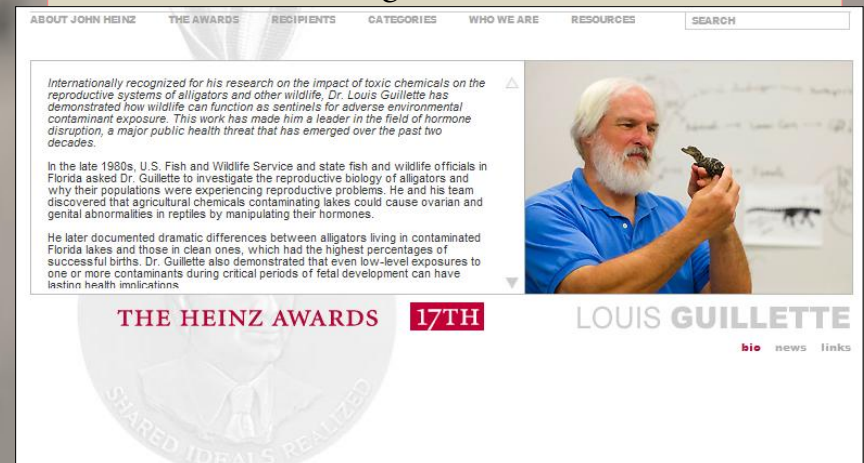 ABOUT JOHN HEINZ THE AWARDS RECIPIENTS CATEGORIES WHO WE ARE RESOURCES SEARCH
Internationally recognized for his research on the impact of toxic chemicals on the
reproductive systems of alligators and other wildlife, Dr. Louis Guillette has
demonstrated how wildlife can function as sentinels for adverse environmental
contaminant exposure. This work has made him a leader in the field of hormone
disruption, a major public health threat that has emerged over the past two
decades.
In the late 1980s, U.S. Fish and Wildlife Service and state fish and wildlife officials in
Florida asked Dr. Guillette to investigate the reproductive biology of alligators and
why their populations were experiencing reproductive problems. He and his team
discovered that agricultural chemicals contaminating lakes could cause ovarian and
genital abnormalities in reptiles by manipulating their hormones.
He later documented dramatic differences between alligators living in contaminated
Florida lakes and those in clean ones, which had the highest percentages of
successful births. Dr. Guillette also demonstrated that even low-level exposures to
one or more contaminants during critical periods of fetal development can have
lasting health implications
THE HEINZ AWARDS 17TH
LOUIS GUILLETTE
bio news links
SHARED IDEALS REALIZED